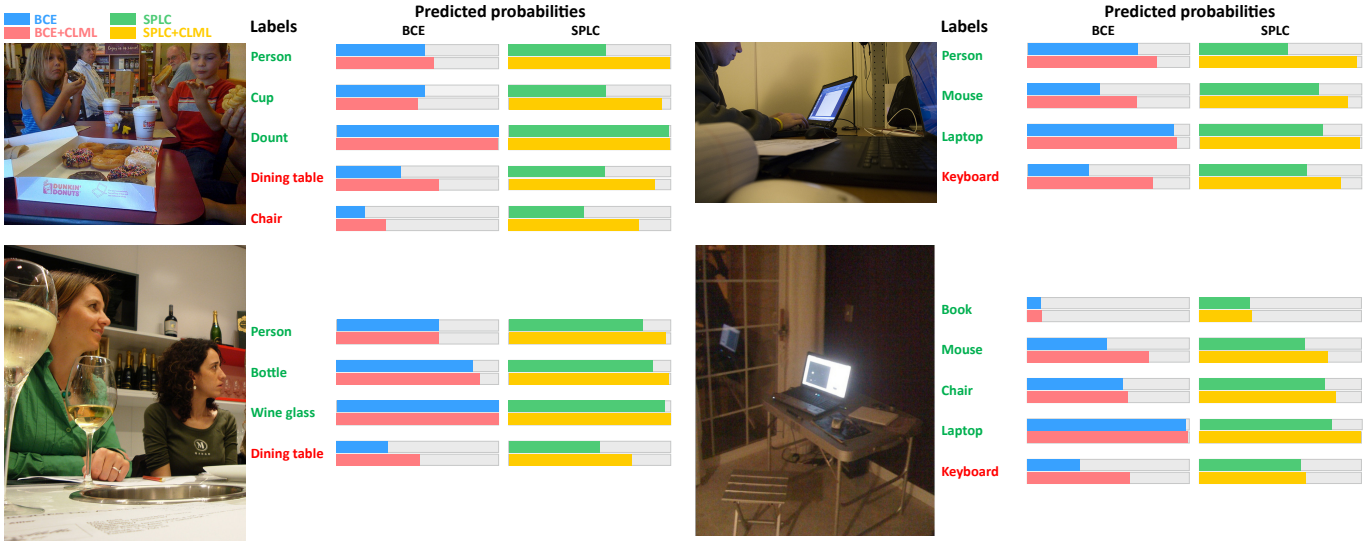 BCE SPLC
BCE+CLML SPLC+CLML
Labels
Predicted probabilities
BCE SPLC
Person
Cup
Dount
Dining table
Chair
DUNKIN'
DONUTS
Labels
Predicted probabilities
BCE SPLC
Person
Mouse
Laptop
Keyboard
Person
Bottle
Wine glass
Dining table
M
Book
Mouse
Chair
Laptop
Keyboard